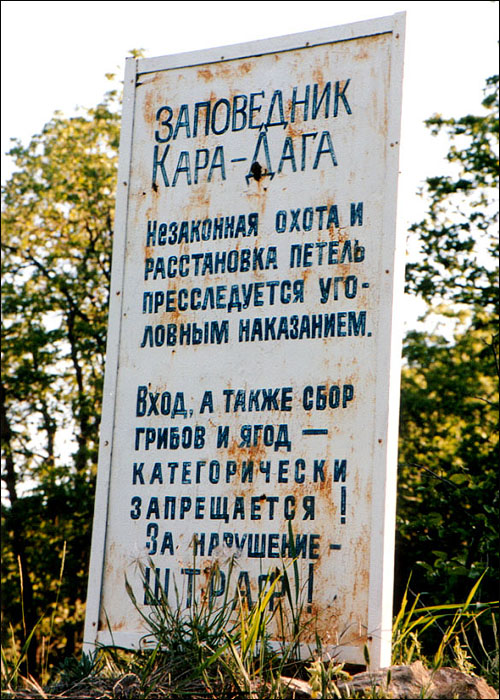 ЗАПОВЕДНИК
КАРА-ДАГА
НЕЗАКОННАЯ ОХОТА И
РАССТАНОВКА ПЕТЕЛЬ
ПРЕССЛЕДУЕТСЯ УГО-
ЛОВНЫМ НАКАЗАНИЕМ.
ВХОД, А ТАКЖЕ СБОР
ГРИБОВ И ЯГОД —
КАТЕГОРИЧЕСКИ
ЗАПРЕЩАЕТСЯ !
ЗА НАРУШЕНИЕ -
ШТРАФ!